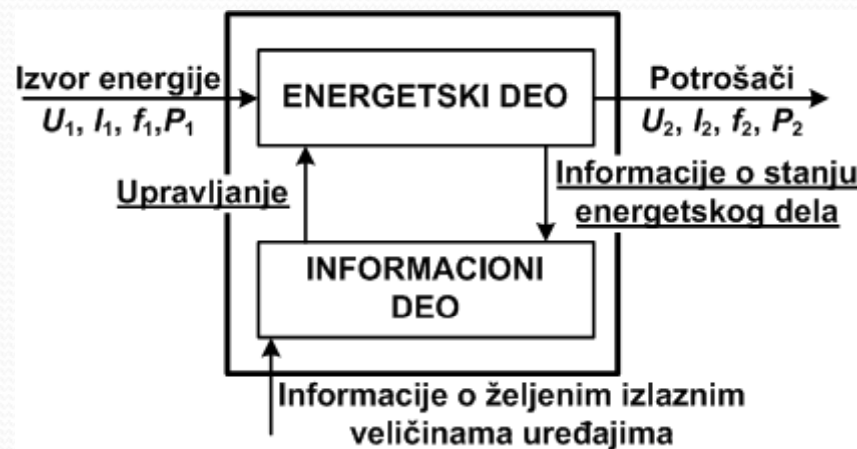 Izvor energije
U₁, I₁, f₁,P₁
ENERGETSKI DEO
Potrošači
U₂, I₂, f₂, P₂
Upravljanje
Informacije o stanju
energetskog dela
INFORMACIONI
DEO
Informacije o željenim izlaznim
veličinama uređajima